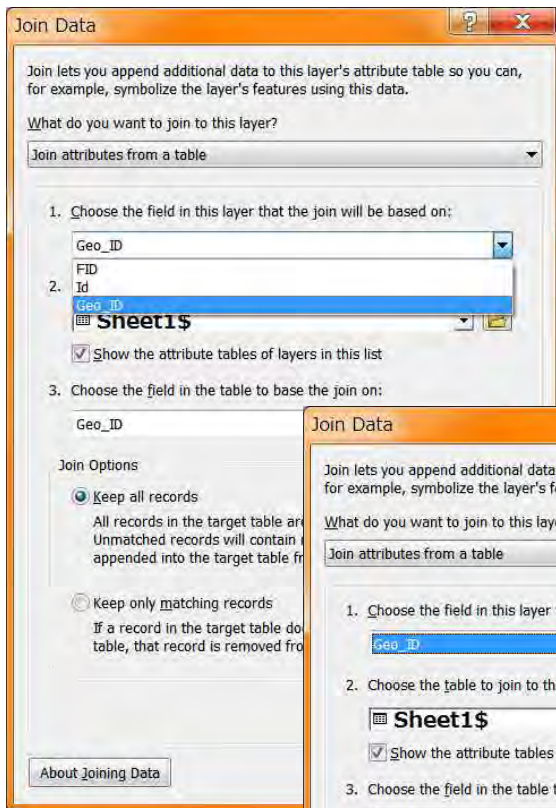 Join Data
Join lets you append additional data to this layer's attribute table so you can,
for example, symbolize the layer's features using this data.
What do you want to join to this layer?
Join attributes from a table
1. Choose the field in this layer that the join will be based on:
Geo_ID
FID
2. Id
Geo_ID
Sheet1$
Show the attribute tables of layers in this list
3. Choose the field in the table to base the join on:
Geo_ID
Join Options
Keep all records
All records in the target table are
Unmatched records will contain
appended into the target table
Keep only matching records
If a record in the target table
table, that record is removed
About Joining Data
Join Data
Join lets you append additional data
for example, symbolize the layer's
What do you want to join to this
Join attributes from a table
1. Choose the field in this layer
Geo_ID
2. Choose the table to join to
Sheet1$
Show the attribute tables
3. Choose the field in the table